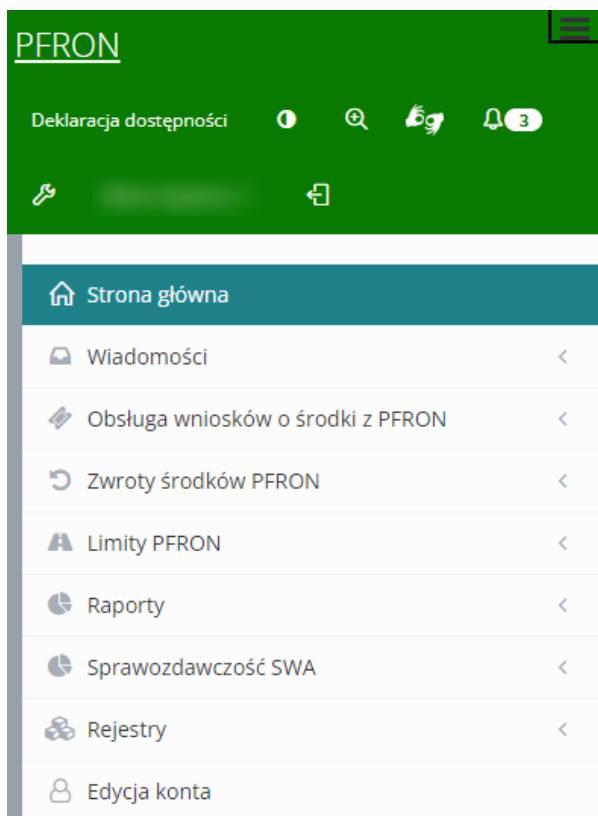 PFRON
Deklaracja dostępności 3
Strona główna
Wiadomości
Obsługa wniosków o środki z PFRON
Zwroty środków PFRON
Limity PFRON
Raporty
Sprawozdawczość SWA
Rejestry
Edycja konta